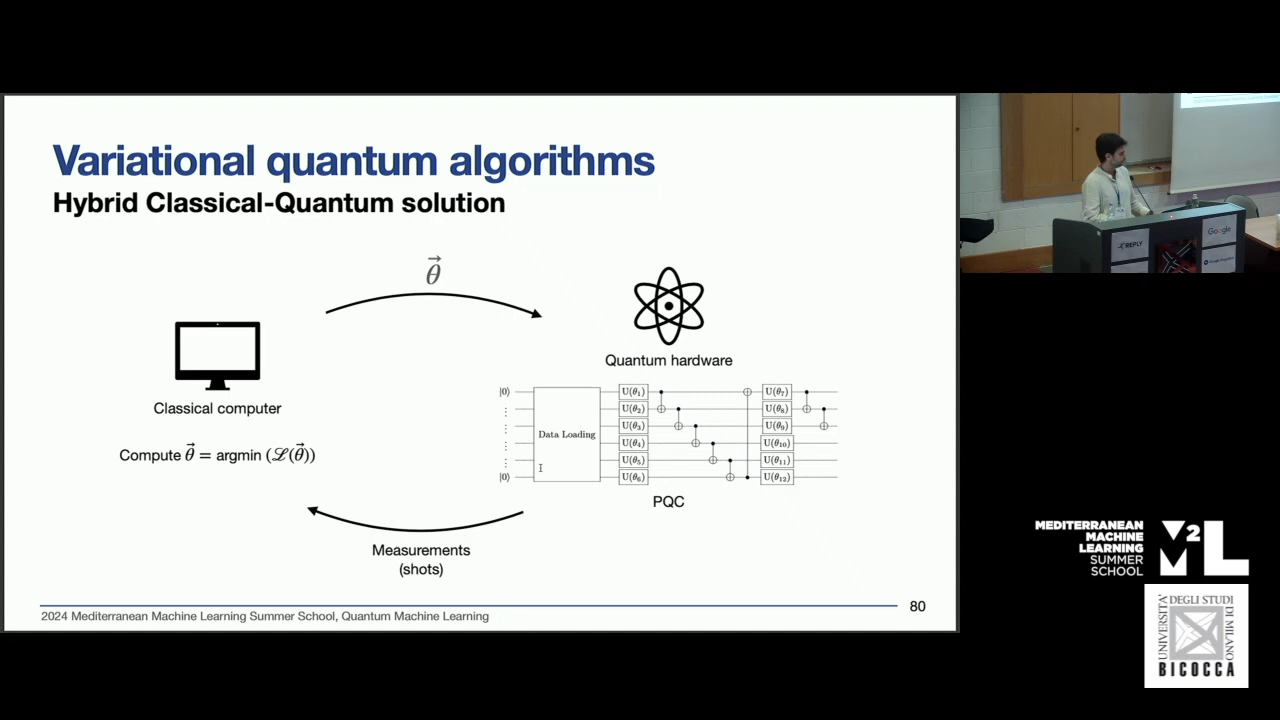 Variational quantum algorithms
Hybrid Classical-Quantum solution
θ⃗
Quantum hardware
Classical computer
Compute θ⃗ = argmin (ℒ(θ⃗))
|0⟩
⋮
⋮
⋮
|0⟩
Data Loading
U(θ₁)
U(θ₂)
U(θ₃)
U(θ₄)
U(θ₅)
U(θ₆)
U(θ₇)
U(θ₈)
U(θ₉)
U(θ₁₀)
U(θ₁₁)
U(θ₁₂)
PQC
Measurements
(shots)
2024 Mediterranean Machine Learning Summer School, Quantum Machine Learning
80
REPLY
Google
MEDITERRANEAN
MACHINE
LEARNING
SUMMER
SCHOOL
M2L
UNIVERSITA'
DEGLI STUDI
DI MILANO
BICOCCA